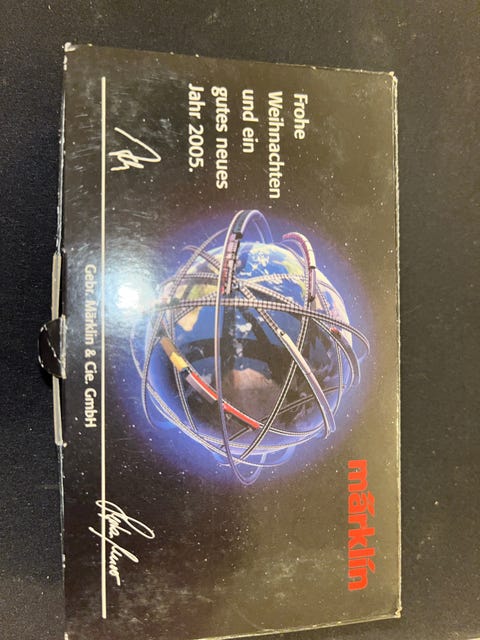 Frohe
Weihnachten
und ein
gutes neues
Jahr 2005.
märklin
Gebr. Märklin & Cie. GmbH